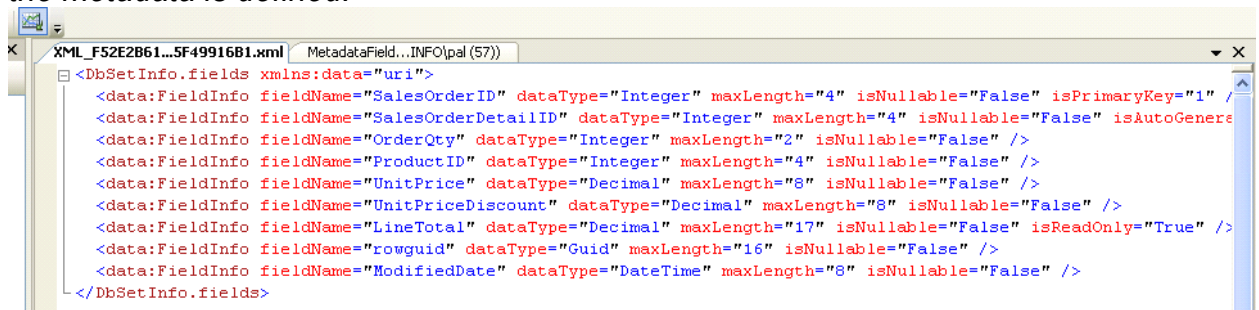 the metadata is defined.
XML_F52E2B61...5F49916B1.xml MetadataField...INFO\pal (57))
<DbSetInfo.fields xmlns:data="uri">
<data:FieldInfo fieldName="SalesOrderID" dataType="Integer" maxLength="4" isNullable="False" isPrimaryKey="1" /
<data:FieldInfo fieldName="SalesOrderDetailID" dataType="Integer" maxLength="4" isNullable="False" isAutoGenera
<data:FieldInfo fieldName="OrderQty" dataType="Integer" maxLength="2" isNullable="False" />
<data:FieldInfo fieldName="ProductID" dataType="Integer" maxLength="4" isNullable="False" />
<data:FieldInfo fieldName="UnitPrice" dataType="Decimal" maxLength="8" isNullable="False" />
<data:FieldInfo fieldName="UnitPriceDiscount" dataType="Decimal" maxLength="8" isNullable="False" />
<data:FieldInfo fieldName="LineTotal" dataType="Decimal" maxLength="17" isNullable="False" isReadOnly="True" />
<data:FieldInfo fieldName="rowguid" dataType="Guid" maxLength="16" isNullable="False" />
<data:FieldInfo fieldName="ModifiedDate" dataType="DateTime" maxLength="8" isNullable="False" />
</DbSetInfo.fields>